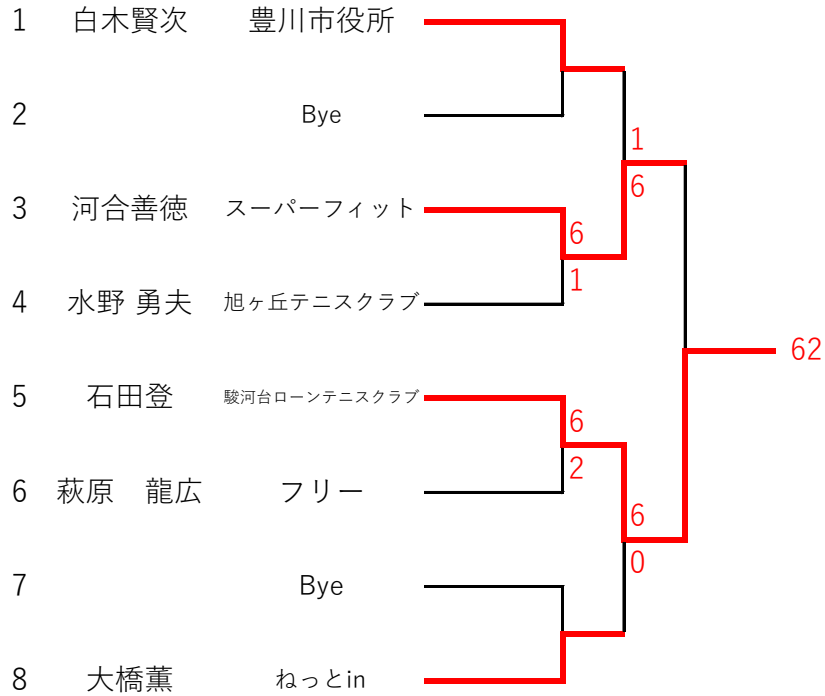 1 白木賢次 豊川市役所
2 Bye
1
6
3 河合善徳 スーパーフィット
6
1
4 水野 勇夫 旭ヶ丘テニスクラブ
62
5 石田登 駿河台ローンテニスクラブ
6
2
6 萩原　龍広 フリー
6
0
7 Bye
8 大橋薫 ねっとin